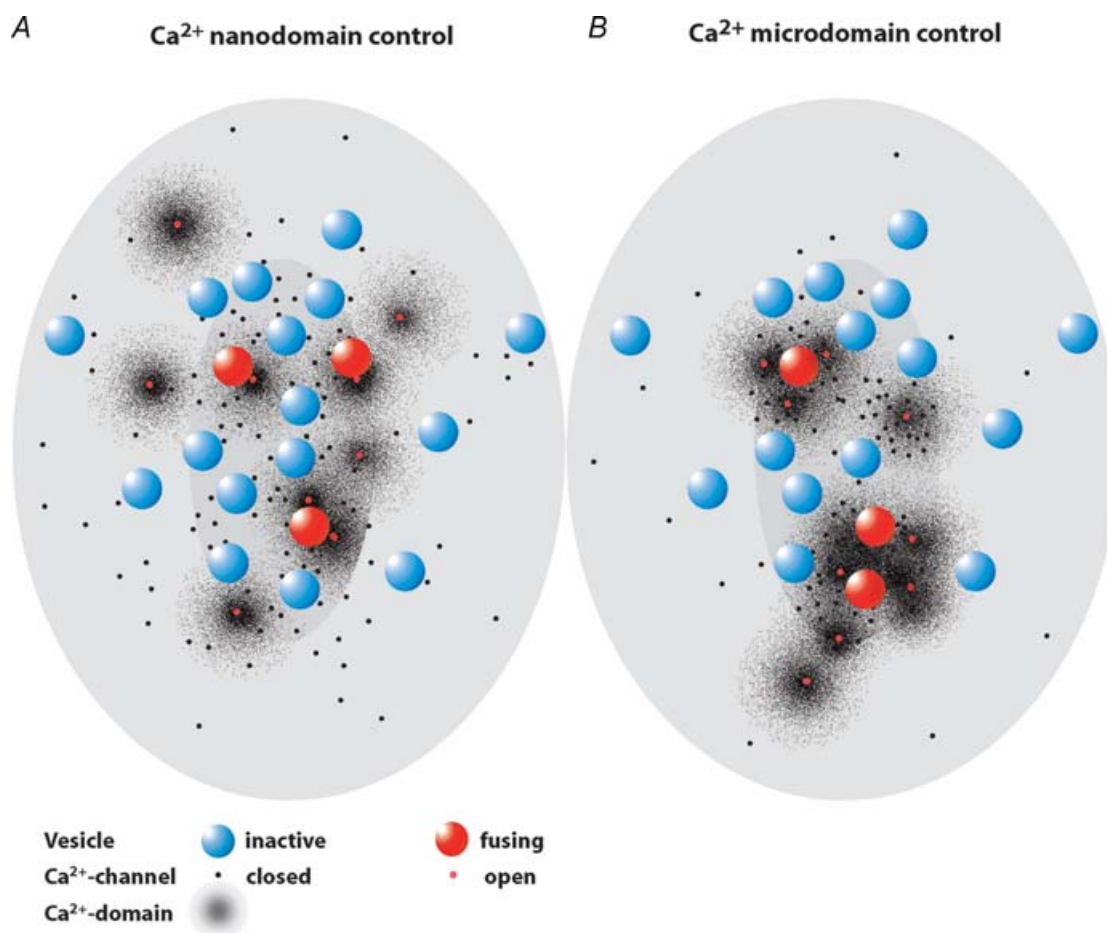 A Ca²⁺ nanodomain control B Ca²⁺ microdomain control
Vesicle inactive fusing
Ca²⁺-channel closed open
Ca²⁺-domain